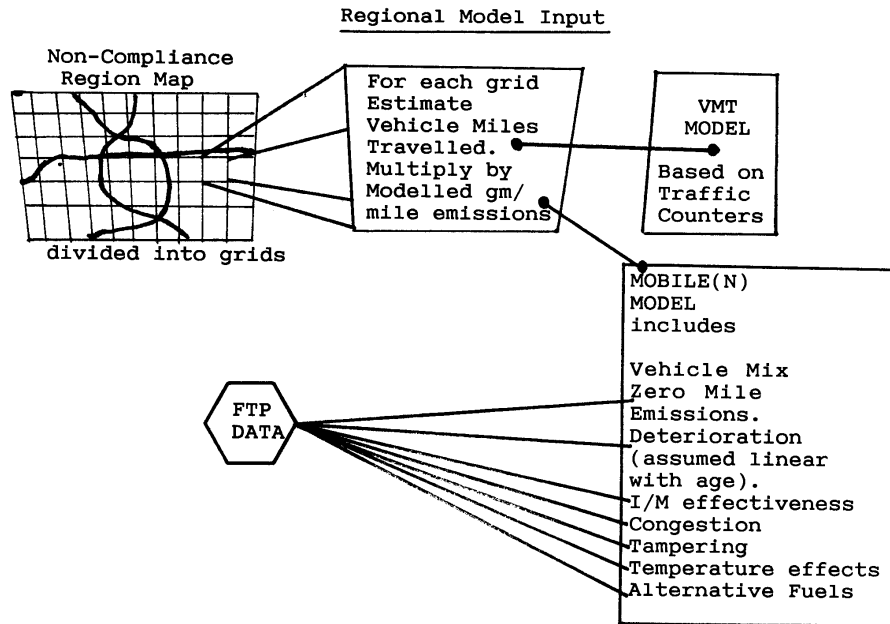 Regional Model Input
Non-Compliance
Region Map
divided into grids
For each grid
Estimate
Vehicle Miles
Travelled.
Multiply by
Modelled gm/
mile emissions
VMT
MODEL
Based on
Traffic
Counters
MOBILE(N)
MODEL
includes
Vehicle Mix
Zero Mile
Emissions.
Deterioration
(assumed linear
with age).
I/M effectiveness
Congestion
Tampering
Temperature effects
Alternative Fuels
FTP
DATA